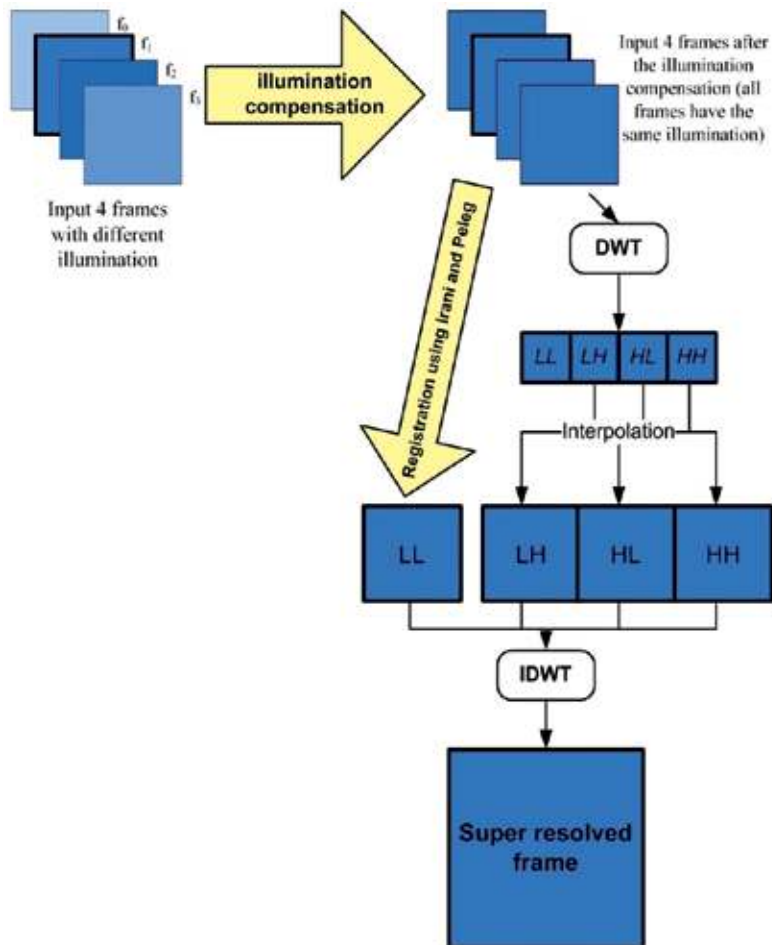 f₀
f₁
f₂
f₃
Input 4 frames
with different
illumination
illumination
compensation
Input 4 frames after
the illumination
compensation (all
frames have the
same illumination)
Registration using Irani and Peleg
DWT
LL LH HL HH
Interpolation
LL LH HL HH
IDWT
Super resolved
frame